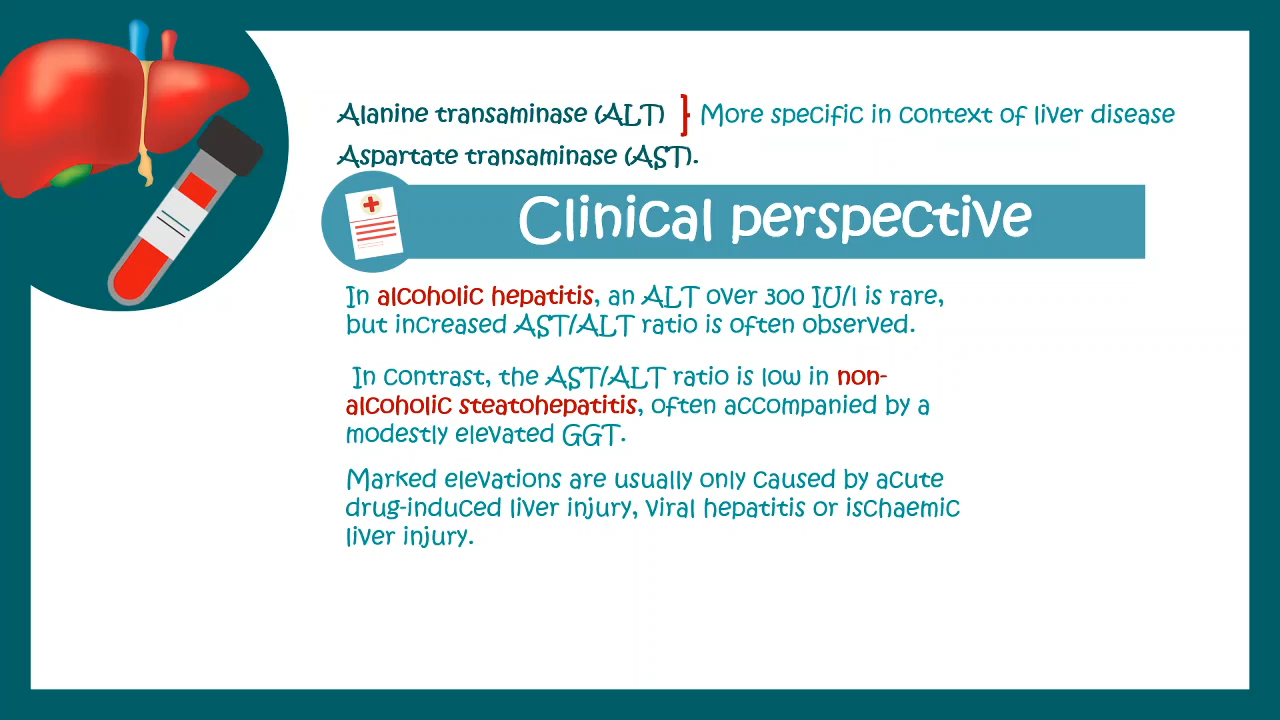 Alanine transaminase (ALT) } More specific in context of liver disease
Aspartate transaminase (AST).
Clinical perspective
In alcoholic hepatitis, an ALT over 300 IU/l is rare,
but increased AST/ALT ratio is often observed.
In contrast, the AST/ALT ratio is low in non-
alcoholic steatohepatitis, often accompanied by a
modestly elevated GGT.
Marked elevations are usually only caused by acute
drug-induced liver injury, viral hepatitis or ischaemic
liver injury.